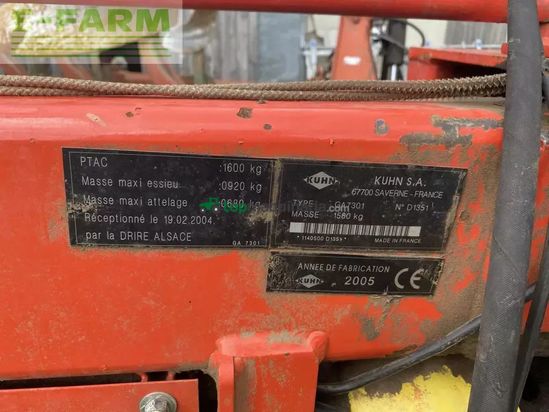 i-FARM
PTAC :1600 kg
Masse maxi essieu :0920 kg
Masse maxi attelage :0680 kg
Réceptionné le 19.02.2004
par la DRIRE ALSACE
GA 7301
KUHN
KUHN S.A.
67700 SAVERNE - FRANCE
TYPE GA7301 N° D1351
MASSE 1580 kg
* 1140500 D1351 *
MADE IN FRANCE
ANNEE DE FABRICATION
KUHN 2005 CE